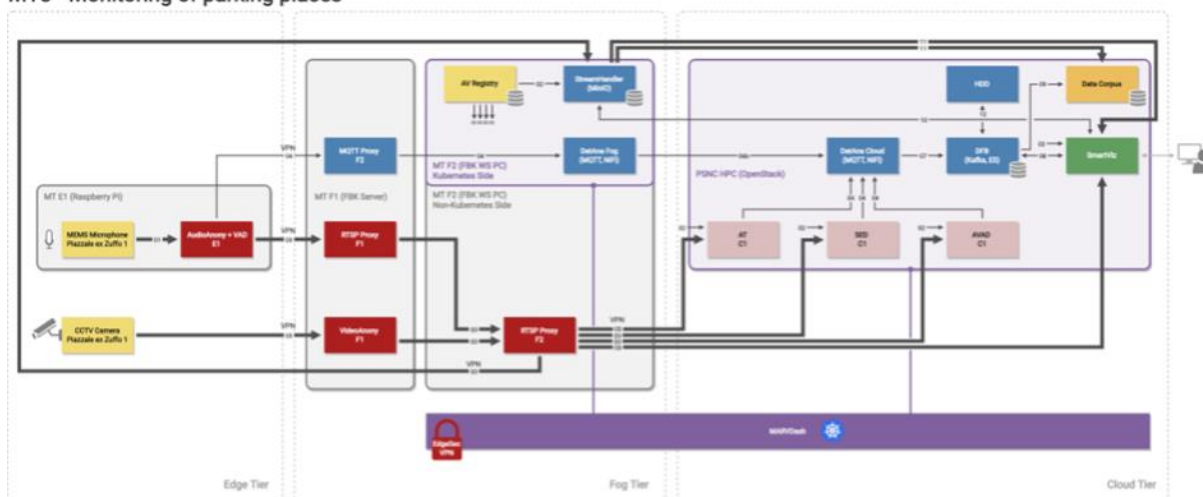 MT3 - Monitoring of parking places
AV Registry
StreamHandler
(MinIO)
HDD
Data Corpus
VPN
MQTT Proxy
F2
DatAna Fog
(MQTT, NiFi)
DatAna Cloud
(MQTT, NiFi)
DFB
(Kafka, ES)
SmartViz
MT F2 (FBK WS PC)
Kubernetes Side
PSNC HPC (OpenStack)
MT E1 (Raspberry Pi)
MT F1 (FBK Server)
MT F2 (FBK WS PC)
Non-Kubernetes Side
MEMS Microphone
Piazzale ex Zuffo 1
AudioAnony + VAD
E1
VPN
RTSP Proxy
F1
AT
C1
SED
C1
AVAD
C1
CCTV Camera
Piazzale ex Zuffo 1
VPN
VideoAnony
F1
RTSP Proxy
F2
VPN
VPN
MARVDash
EdgeSec
VPN
Edge Tier
Fog Tier
Cloud Tier